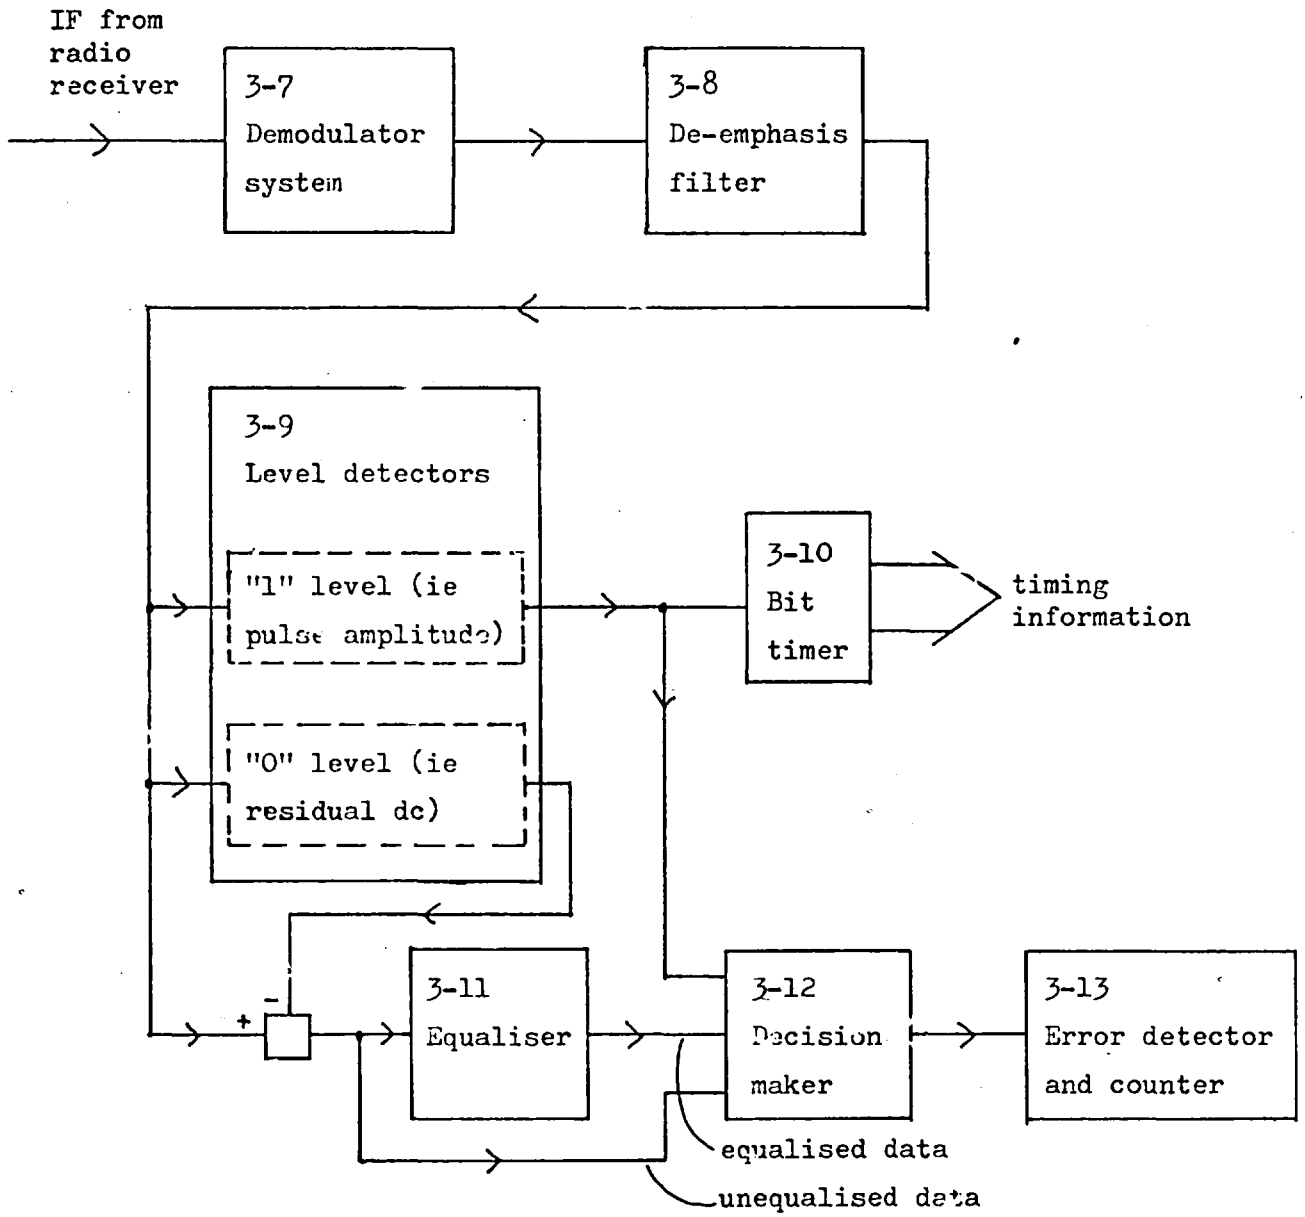 IF from
radio
receiver
3-7
Demodulator
system
3-8
De-emphasis
filter
3-9
Level detectors
"1" level (ie
pulse amplitude)
"0" level (ie
residual dc)
3-10
Bit
timer
timing
information
-
+
3-11
Equaliser
3-12
Decision
maker
3-13
Error detector
and counter
equalised data
unequalised data